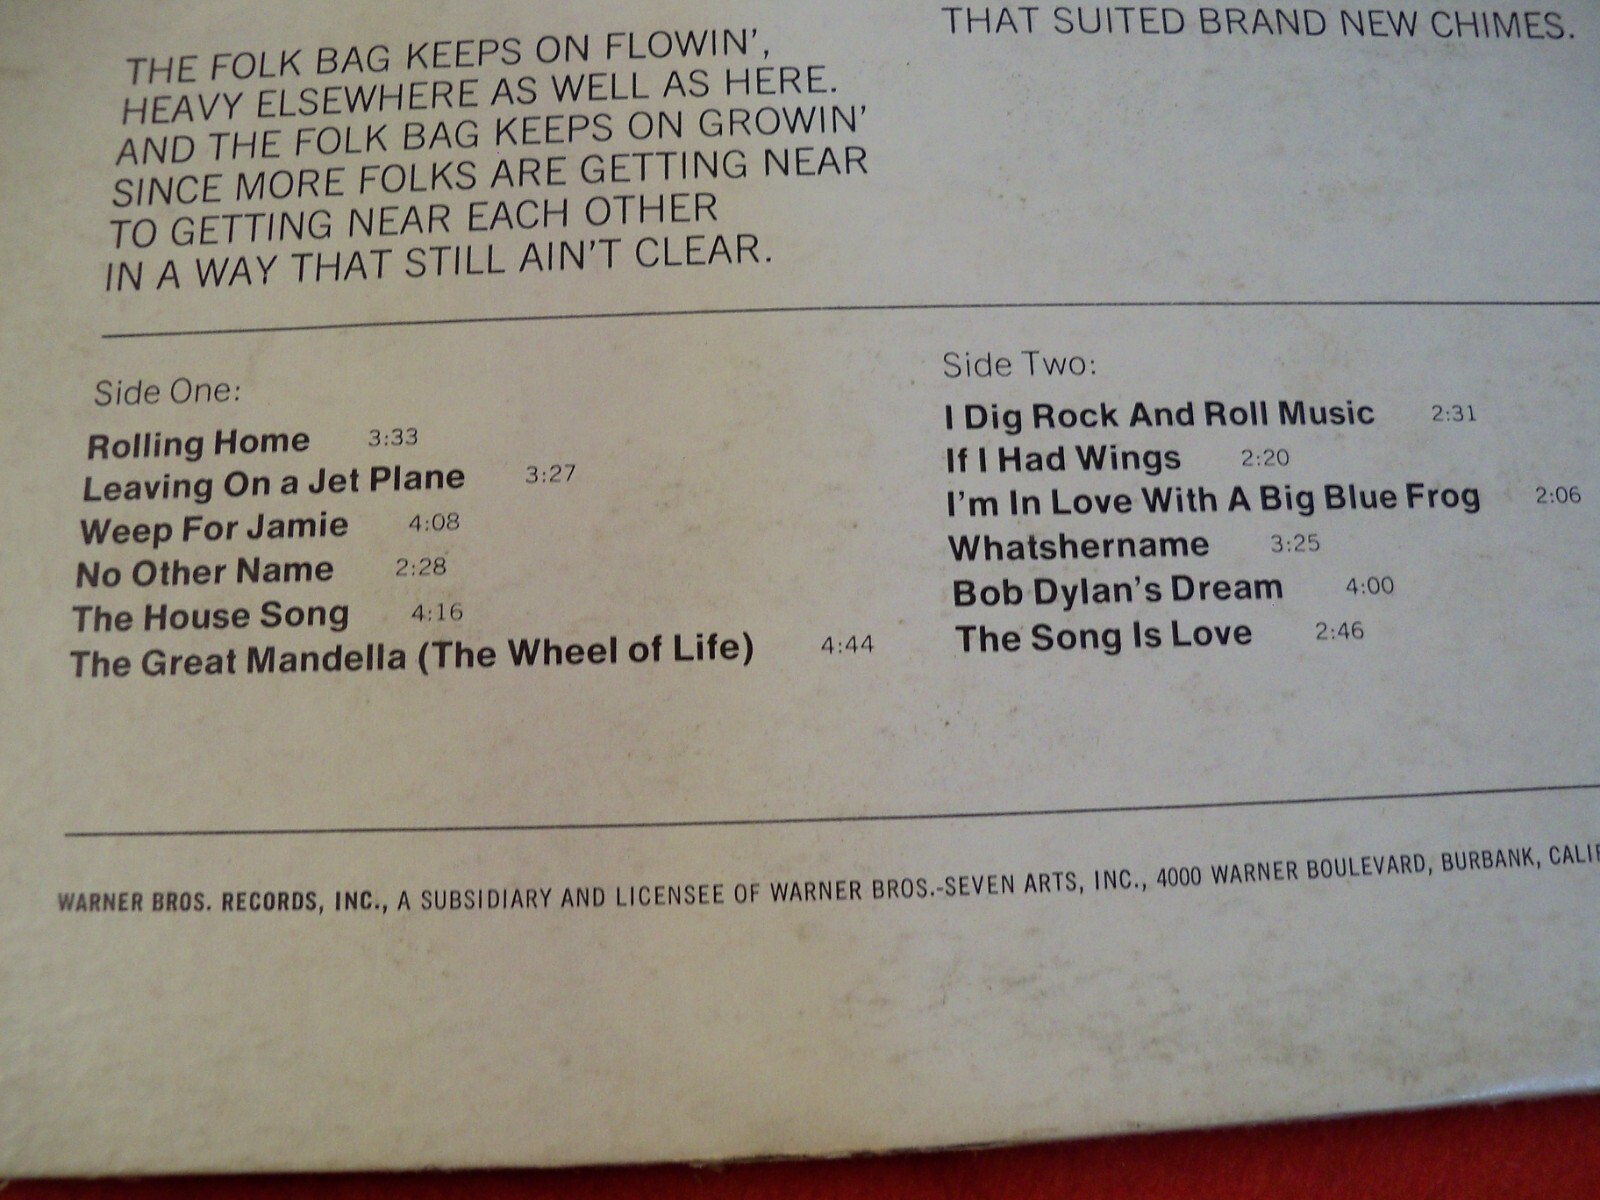 THE FOLK BAG KEEPS ON FLOWIN',
HEAVY ELSEWHERE AS WELL AS HERE.
AND THE FOLK BAG KEEPS ON GROWIN'
SINCE MORE FOLKS ARE GETTING NEAR
TO GETTING NEAR EACH OTHER
IN A WAY THAT STILL AIN'T CLEAR.
THAT SUITED BRAND NEW CHIMES.
Side One:
Rolling Home 3:33
Leaving On a Jet Plane 3:27
Weep For Jamie 4:08
No Other Name 2:28
The House Song 4:16
The Great Mandella (The Wheel of Life) 4:44
Side Two:
I Dig Rock And Roll Music 2:31
If I Had Wings 2:20
I'm In Love With A Big Blue Frog 2:06
Whatshername 3:25
Bob Dylan's Dream 4:00
The Song Is Love 2:46
WARNER BROS. RECORDS, INC., A SUBSIDIARY AND LICENSEE OF WARNER BROS.-SEVEN ARTS, INC., 4000 WARNER BOULEVARD, BURBANK,